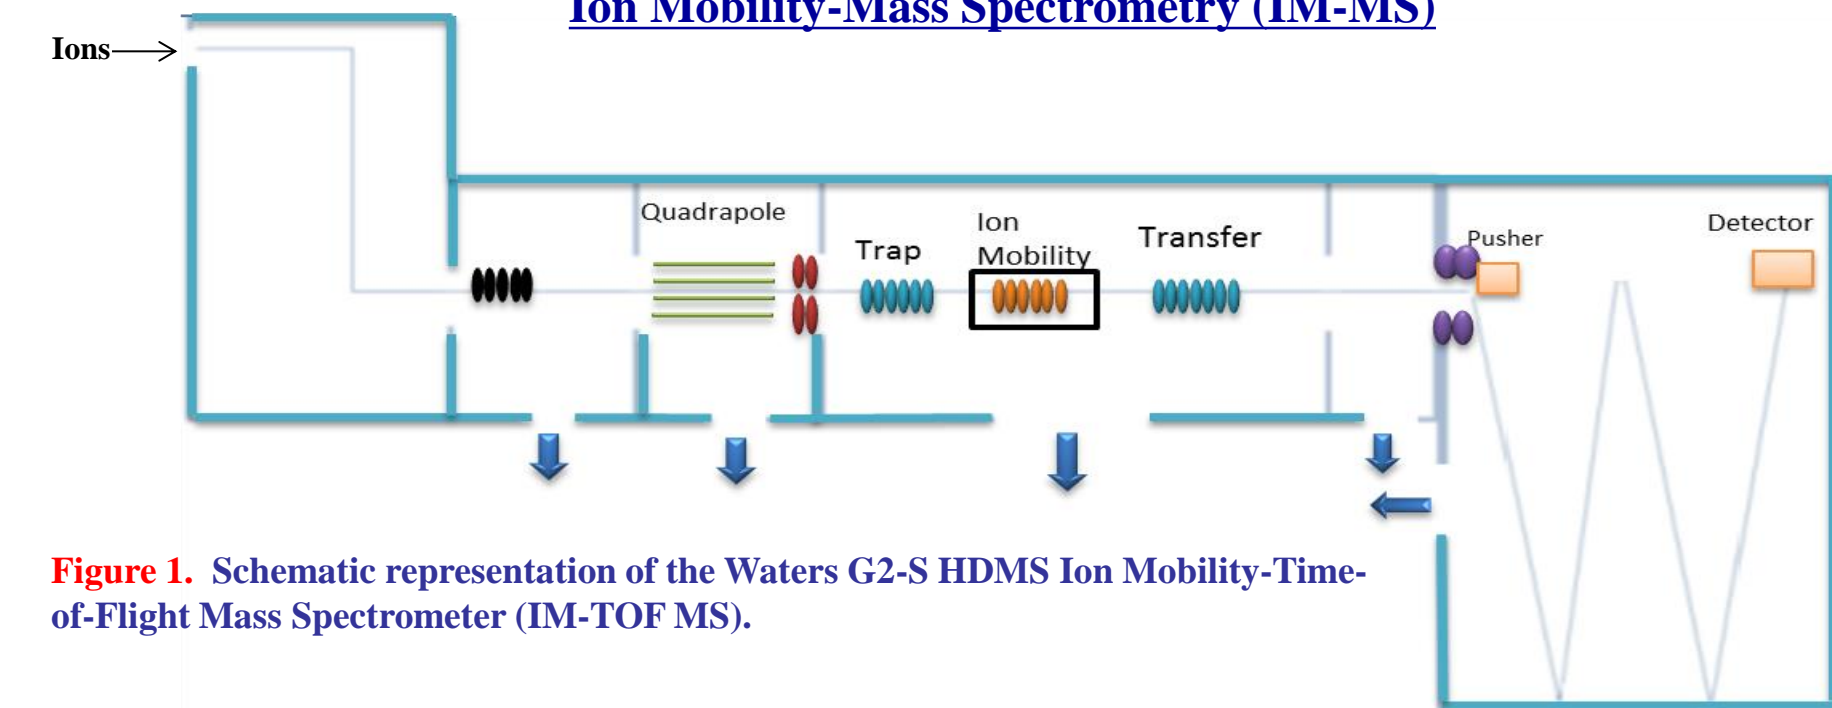 Ion Mobility-Mass Spectrometry (IM-MS)
Ions
Quadrapole
Trap
Ion
Mobility
Transfer
Pusher
Detector
Figure 1. Schematic representation of the Waters G2-S HDMS Ion Mobility-Time-
of-Flight Mass Spectrometer (IM-TOF MS).